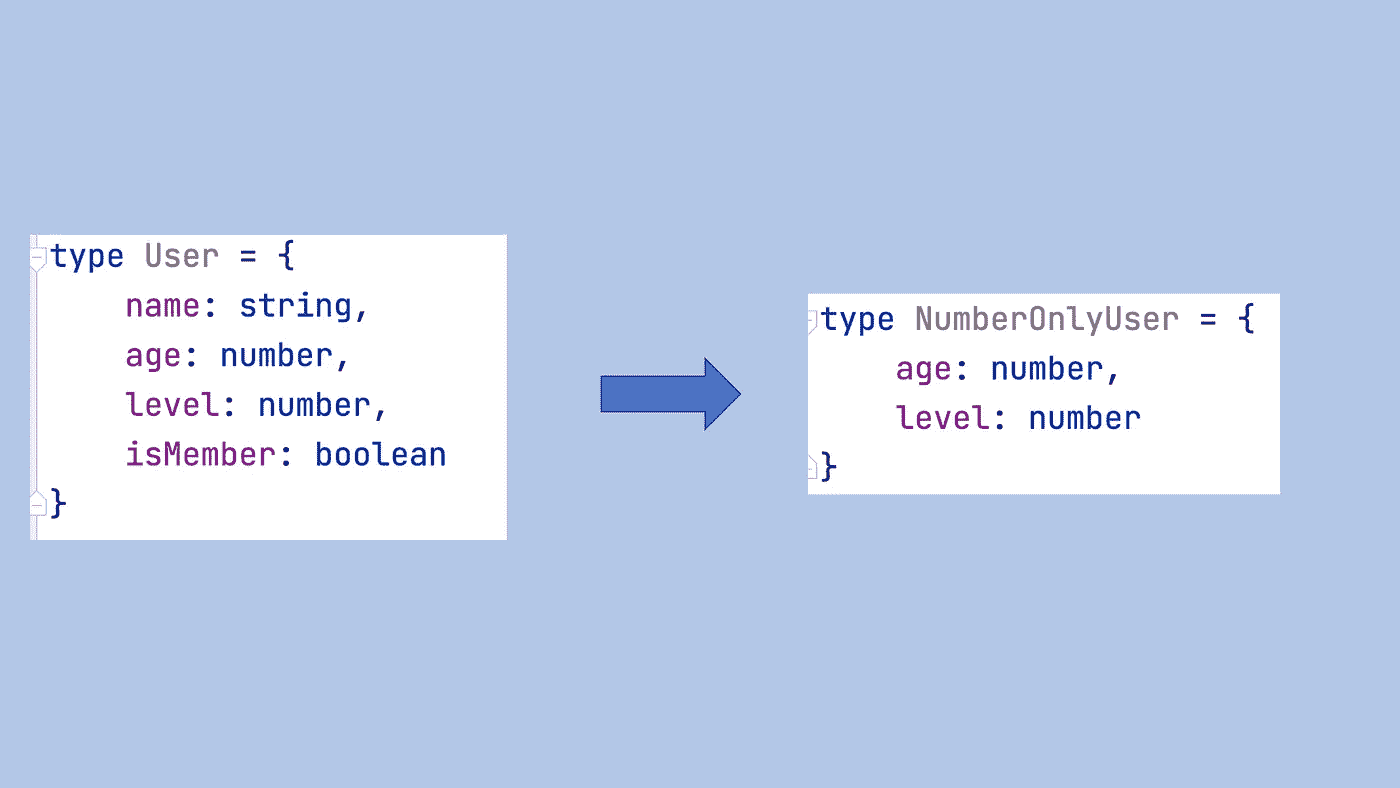 type User = {
    name: string,
    age: number,
    level: number,
    isMember: boolean
}
type NumberOnlyUser = {
    age: number,
    level: number
}